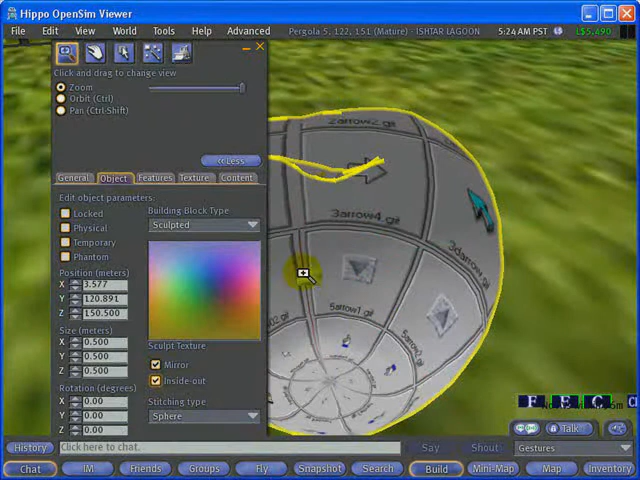 Hippo OpenSim Viewer
File Edit View World Tools Help Advanced Pergola 5, 122, 151 (Mature) - ISHTAR LAGOON 5:24 AM PST L$5,490
Click and drag to change view
Zoom
Orbit (Ctrl)
Pan (Ctrl-Shift)
<< Less
General Object Features Texture Content
Edit object parameters:
Locked
Physical
Temporary
Phantom
Position (meters)
X 3.577
Y 120.891
Z 150.500
Size (meters)
X 0.500
Y 0.500
Z 0.500
Rotation (degrees)
X 0.00
Y 0.00
Z 0.00
Building Block Type
Sculpted
Sculpt Texture
Mirror
Inside-out
Stitching type
Sphere
2arrow2.gif
3arrow4.gif
3darrow.gif
5arrow1.gif
5arrow2.gif
F E C
Talk
History Click here to chat. Say Shout Gestures
Chat IM Friends Groups Fly Snapshot Search Build Mini-Map Map Inventory